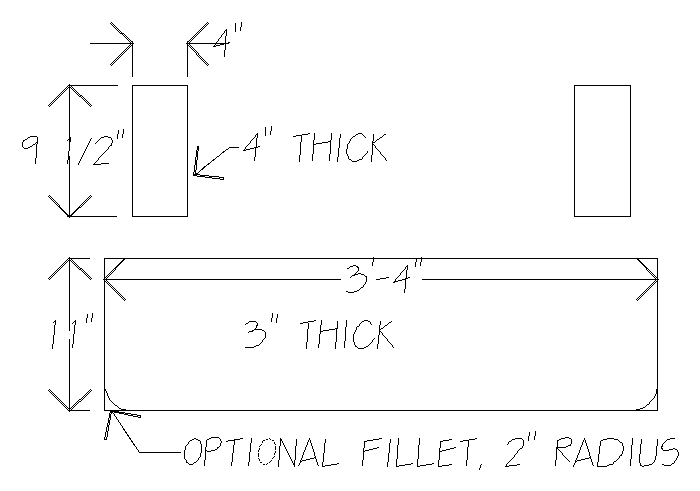 4"
9 1/2"
4" THICK
3'-4"
11"
3" THICK
OPTIONAL FILLET, 2" RADIUS